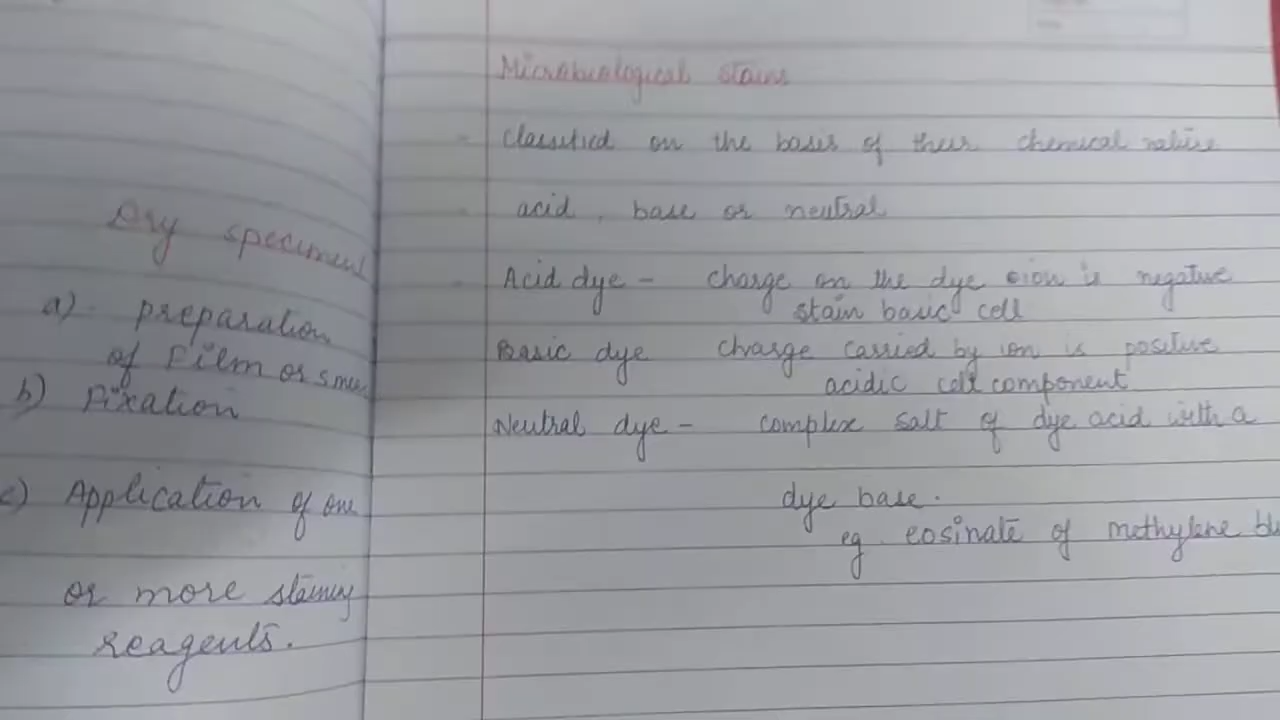 Dry speciment
a) preparation
of Film or smea
b) Fixation
c) Application of one
or more staining
reagents.
Microbiological stains
- Classified on the basis of their chemical nature
- acid, base or neutral
- Acid dye - charge on the dye ion is negative
stain basic cell
Basic dye charge carried by ion is positive
acidic cell component
Neutral dye - complex salt of dye acid with a
dye base.
eg. eosinate of methylene blu